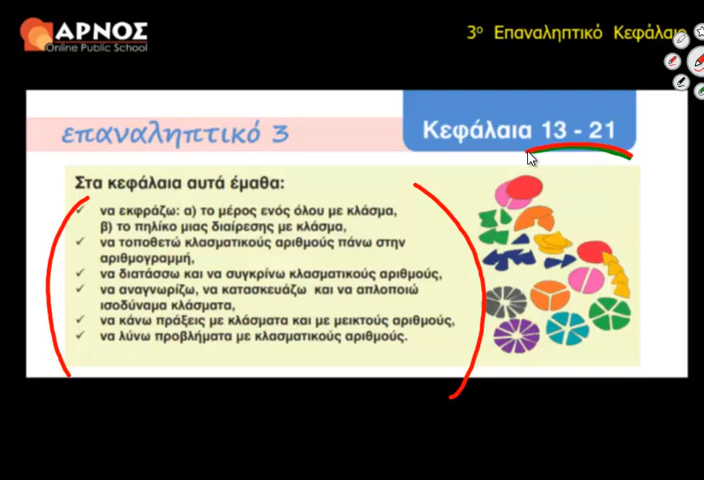 ΑΡΝΟΣ
Online Public School
3ο Επαναληπτικό Κεφάλαιο
επαναληπτικό 3
Κεφάλαια 13 - 21
Στα κεφάλαια αυτά έμαθα:
✓ να εκφράζω: α) το μέρος ενός όλου με κλάσμα,
β) το πηλίκο μιας διαίρεσης με κλάσμα,
✓ να τοποθετώ κλασματικούς αριθμούς πάνω στην
αριθμογραμμή,
✓ να διατάσσω και να συγκρίνω κλασματικούς αριθμούς,
✓ να αναγνωρίζω, να κατασκευάζω και να απλοποιώ
ισοδύναμα κλάσματα,
✓ να κάνω πράξεις με κλάσματα και με μεικτούς αριθμούς,
✓ να λύνω προβλήματα με κλασματικούς αριθμούς.